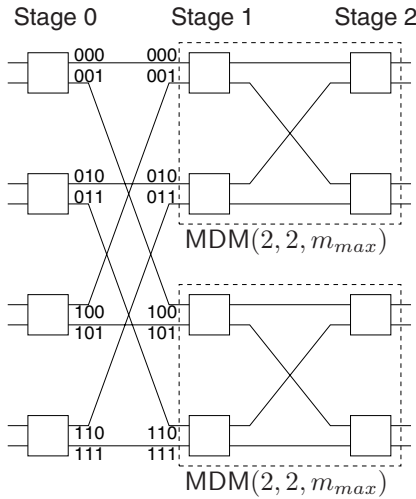 Stage 0 Stage 1 Stage 2
000 000
001 001
010 010
011 011
MDM(2, 2, m_max)
100 100
101 101
110 110
111 111
MDM(2, 2, m_max)